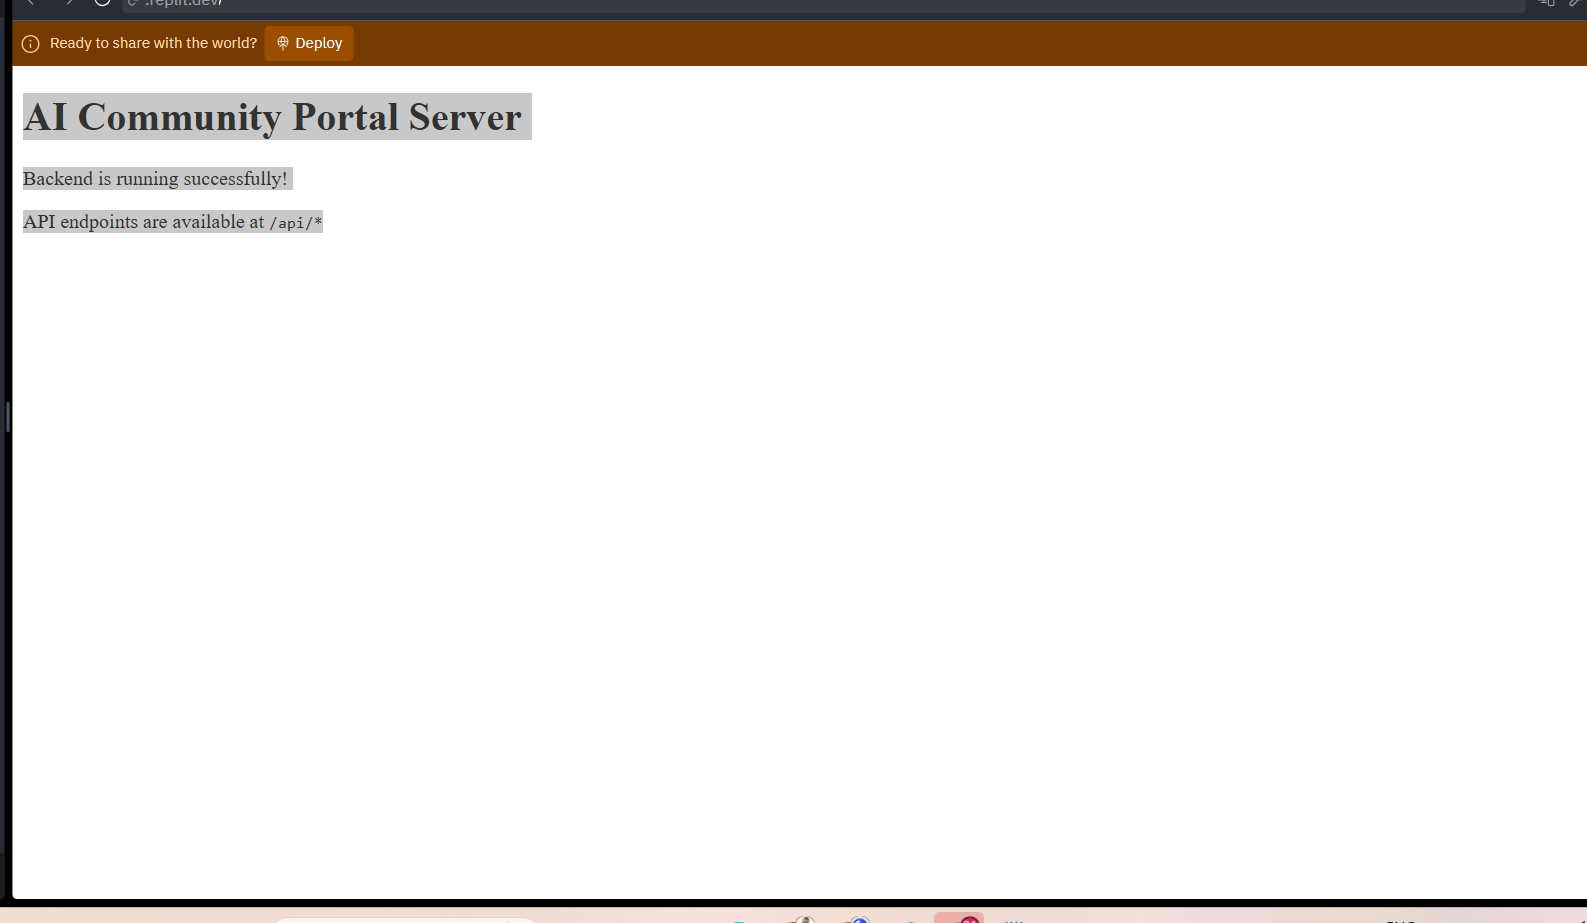 .replit.dev/
Ready to share with the world? Deploy
AI Community Portal Server
Backend is running successfully!
API endpoints are available at /api/*